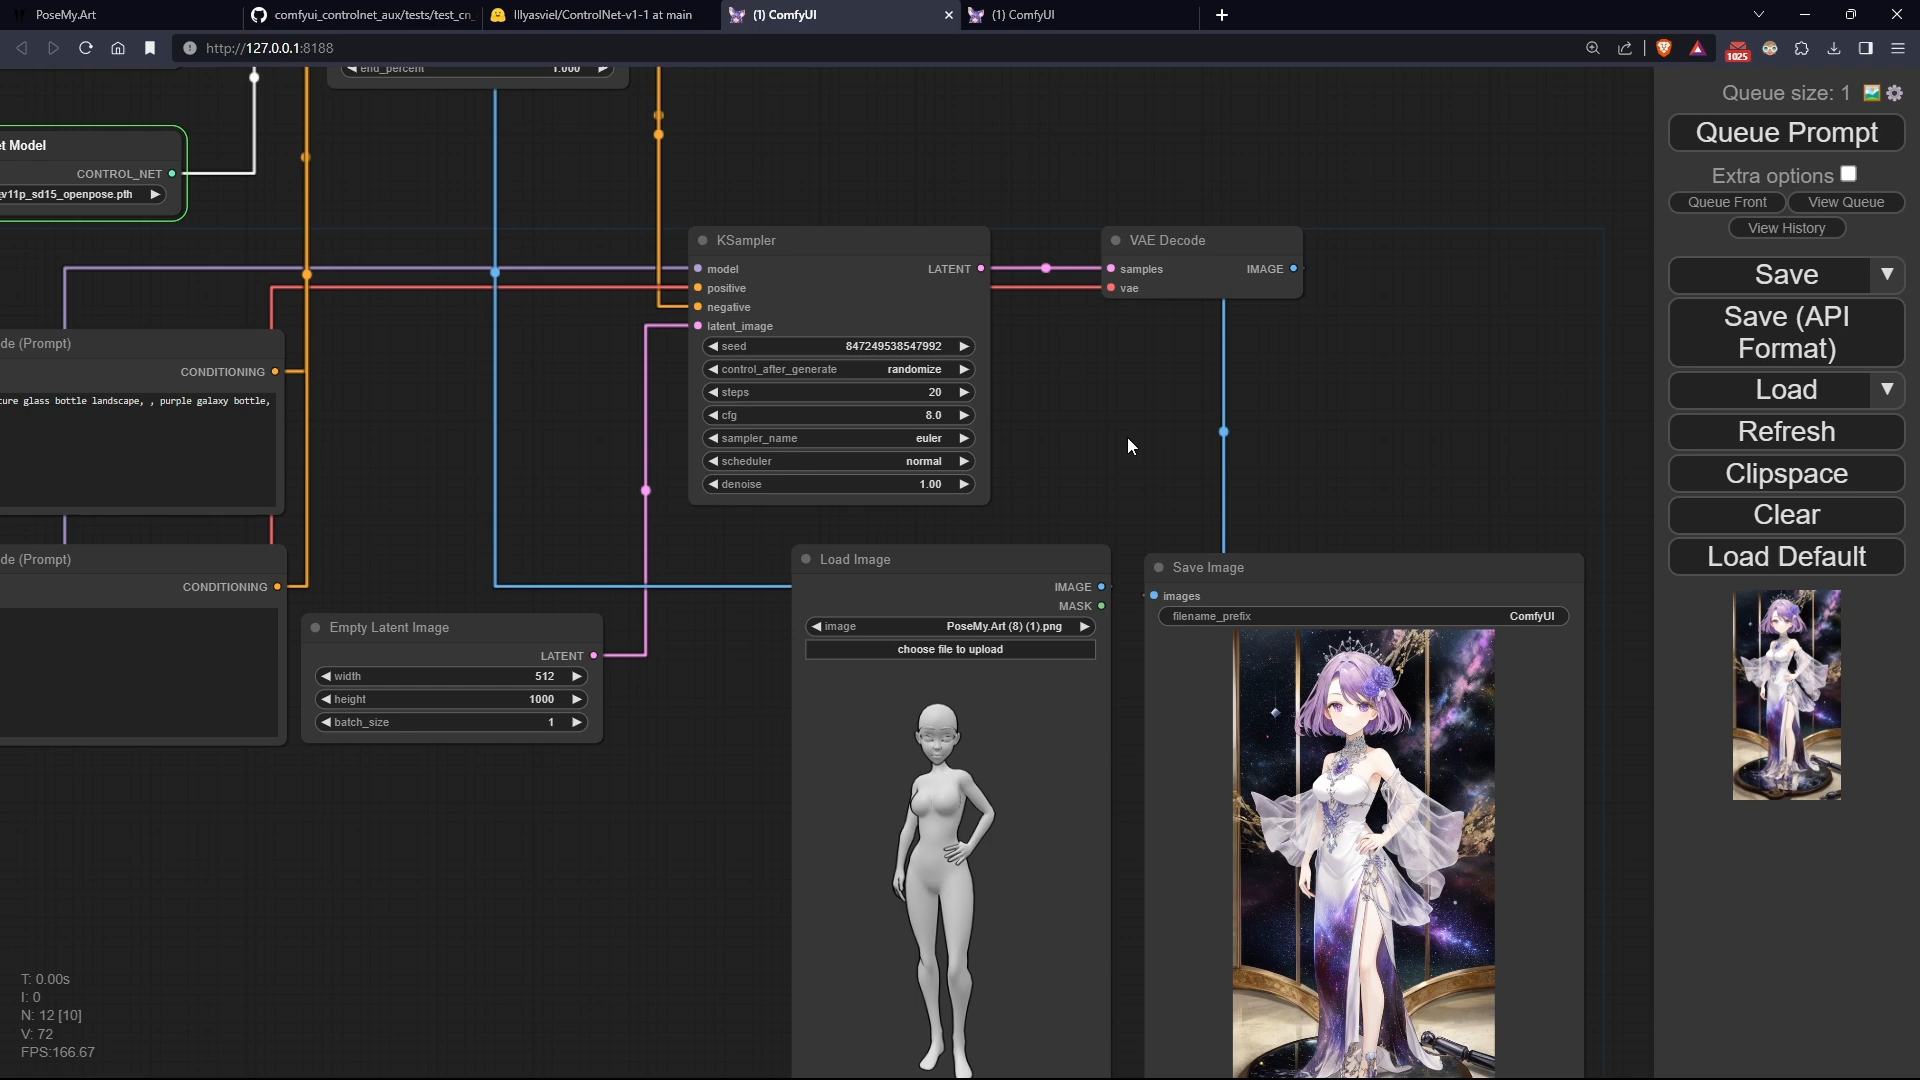 PoseMy.Art
comfyui_controlnet_aux/tests/test_cn_
lllyasviel/ControlNet-v1-1 at main
(1) ComfyUI
(1) ComfyUI
http://127.0.0.1:8188
1025
end_percent 1.000
t Model
CONTROL_NET
v11p_sd15_openpose.pth
KSampler
model LATENT
positive
negative
latent_image
seed 847249538547992
control_after_generate randomize
steps 20
cfg 8.0
sampler_name euler
scheduler normal
denoise 1.00
VAE Decode
samples IMAGE
vae
de (Prompt)
CONDITIONING
ure glass bottle landscape, , purple galaxy bottle,
de (Prompt)
CONDITIONING
Empty Latent Image
LATENT
width 512
height 1000
batch_size 1
Load Image
IMAGE
MASK
image PoseMy.Art (8) (1).png
choose file to upload
Save Image
images
filename_prefix ComfyUI
Queue size: 1
Queue Prompt
Extra options
Queue Front
View Queue
View History
Save
Save (API
Format)
Load
Refresh
Clipspace
Clear
Load Default
T: 0.00s
I: 0
N: 12 [10]
V: 72
FPS:166.67